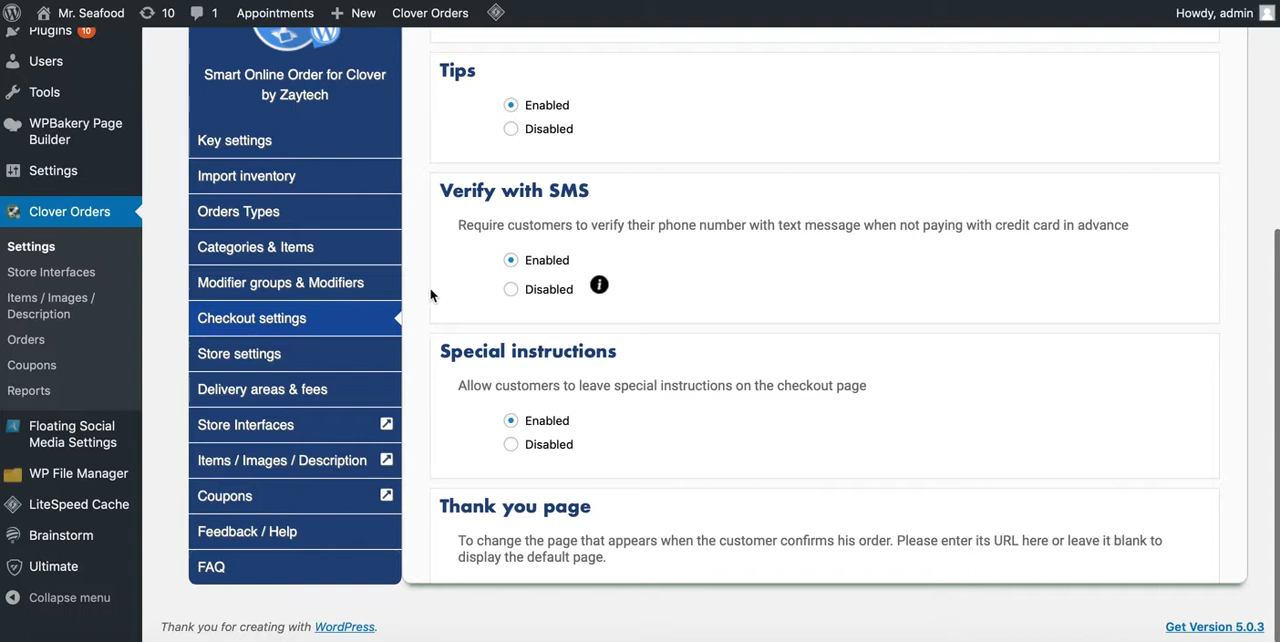 Mr. Seafood
10
1
Appointments
New
Clover Orders
Howdy, admin
Plugins 10
Users
Tools
WPBakery Page
Builder
Settings
Clover Orders
Settings
Store Interfaces
Items / Images /
Description
Orders
Coupons
Reports
Floating Social
Media Settings
WP File Manager
LiteSpeed Cache
Brainstorm
Ultimate
Collapse menu
Smart Online Order for Clover
by Zaytech
Key settings
Import inventory
Orders Types
Categories & Items
Modifier groups & Modifiers
Checkout settings
Store settings
Delivery areas & fees
Store Interfaces
Items / Images / Description
Coupons
Feedback / Help
FAQ
Tips
Enabled
Disabled
Verify with SMS
Require customers to verify their phone number with text message when not paying with credit card in advance
Enabled
Disabled
Special instructions
Allow customers to leave special instructions on the checkout page
Enabled
Disabled
Thank you page
To change the page that appears when the customer confirms his order. Please enter its URL here or leave it blank to
display the default page.
Thank you for creating with WordPress.
Get Version 5.0.3